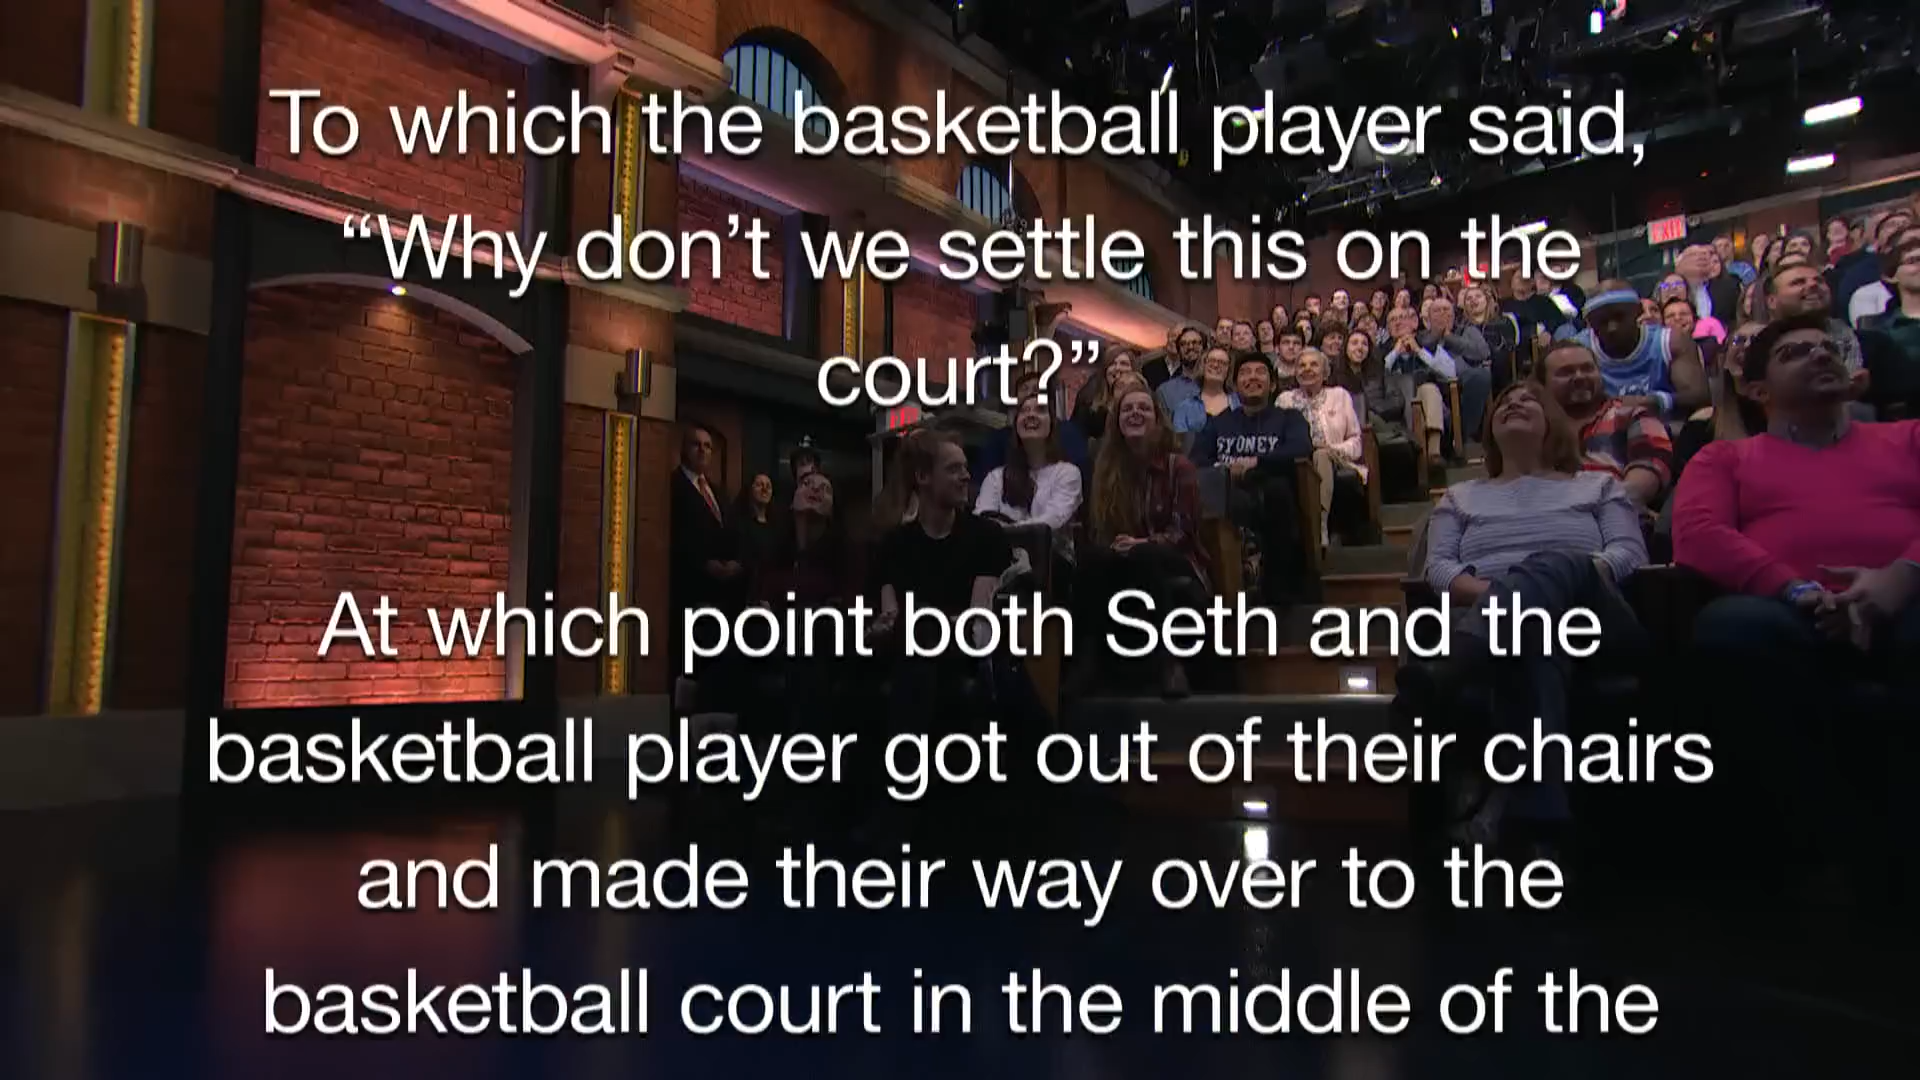 To which the basketball player said,
“Why don’t we settle this on the
court?”
At which point both Seth and the
basketball player got out of their chairs
and made their way over to the
basketball court in the middle of the
EXIT
SYDNEY